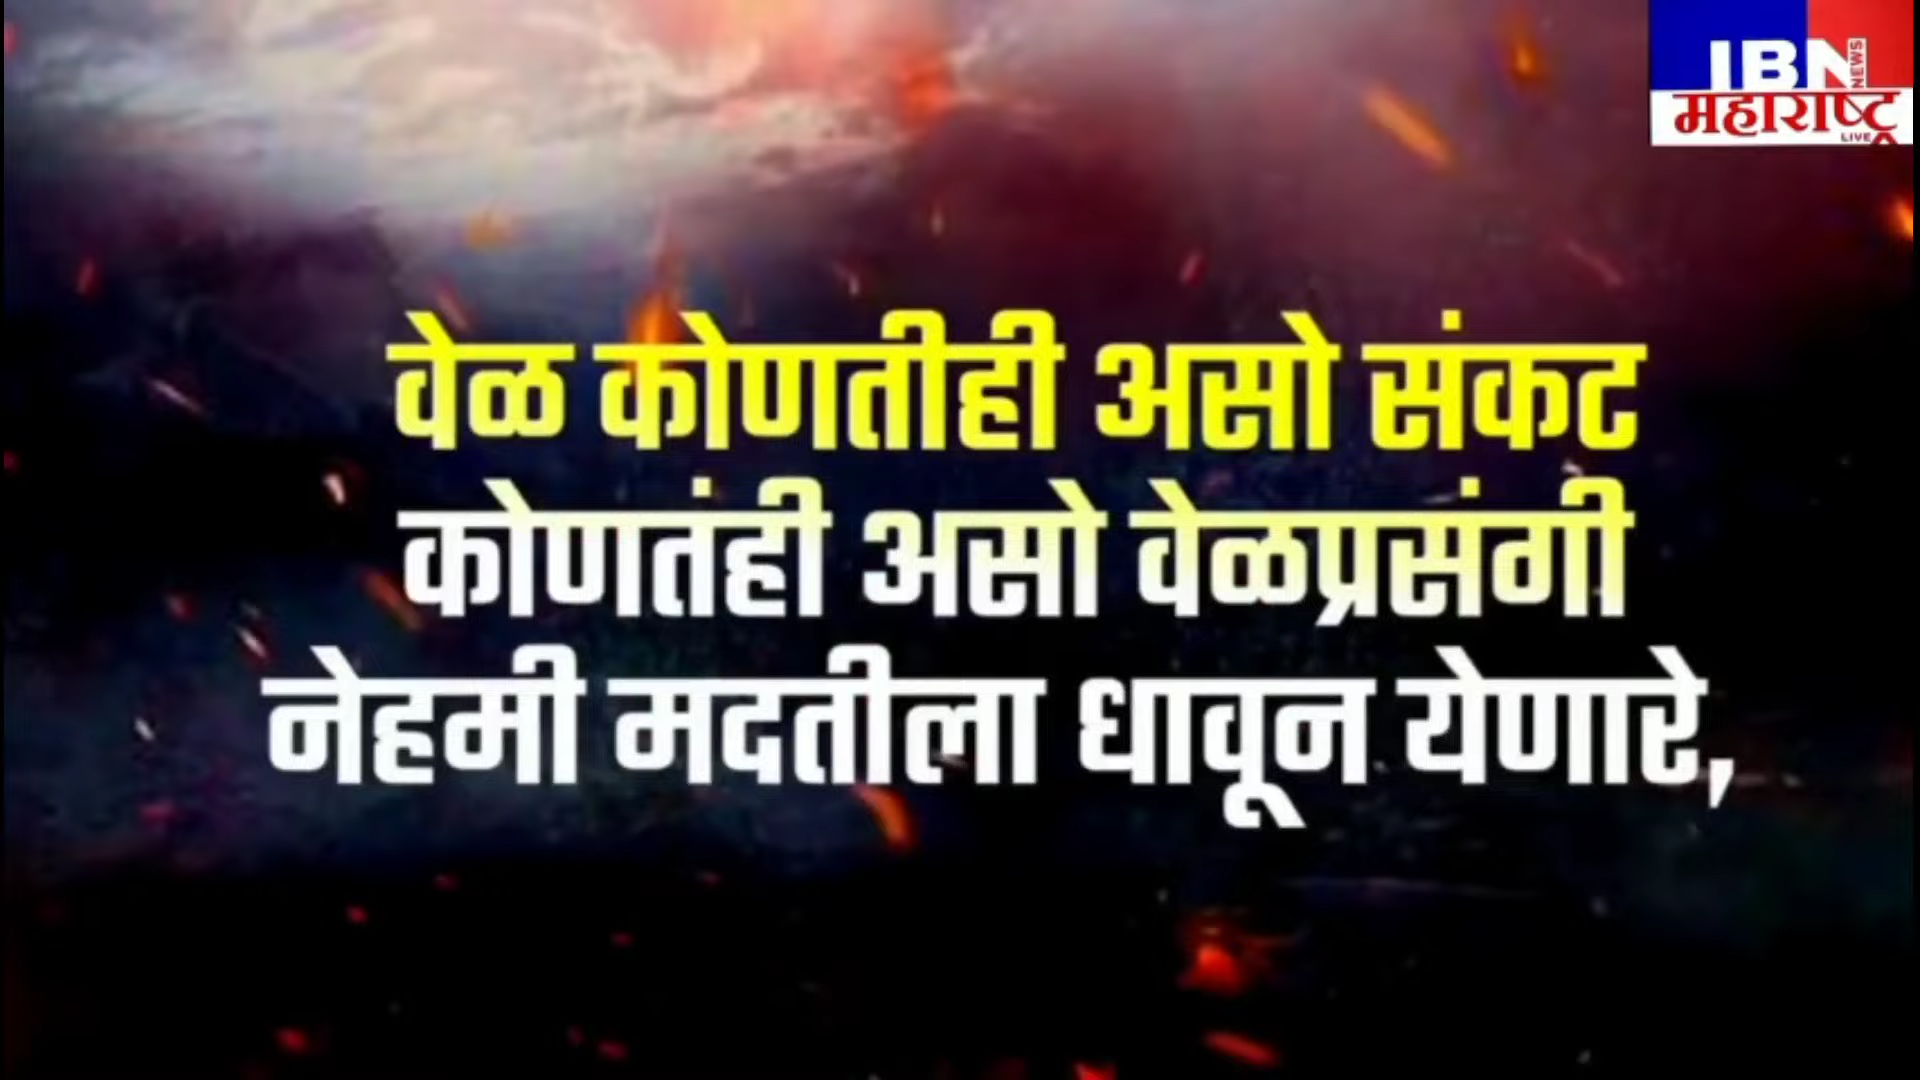 IBN NEWS
महाराष्ट्र
LIVE
वेळ कोणतीही असो संकट
कोणतंही असो वेळप्रसंगी
नेहमी मदतीला धावून येणारे,